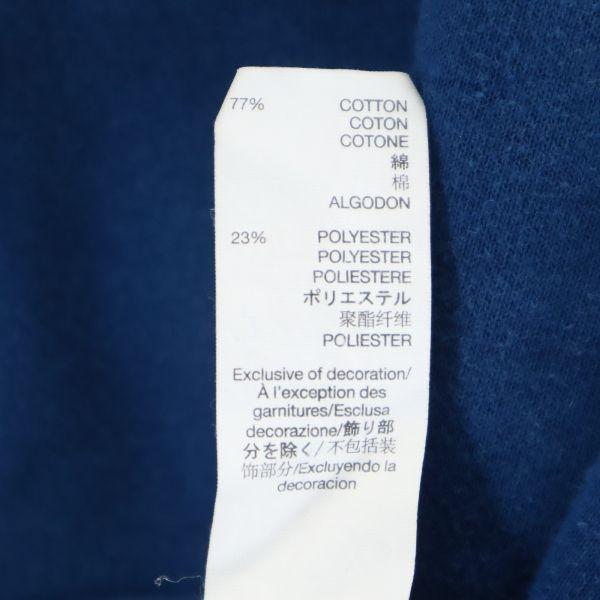 77% COTTON
COTON
COTONE
綿
棉
ALGODON
23% POLYESTER
POLYESTER
POLIESTERE
ポリエステル
聚酯纤维
POLIESTER
Exclusive of decoration/
À l'exception des
garnitures/Esclusa
decorazione/飾り部
分を除く/不包括装
饰部分/Excluyendo la
decoracion